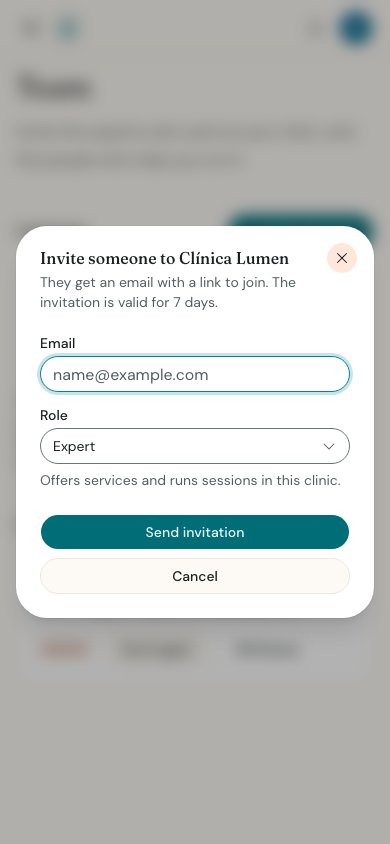 Team
Invite someone to Clínica Lumen
They get an email with a link to join. The
invitation is valid for 7 days.
Email
name@example.com
Role
Expert
Offers services and runs sessions in this clinic.
Send invitation
Cancel